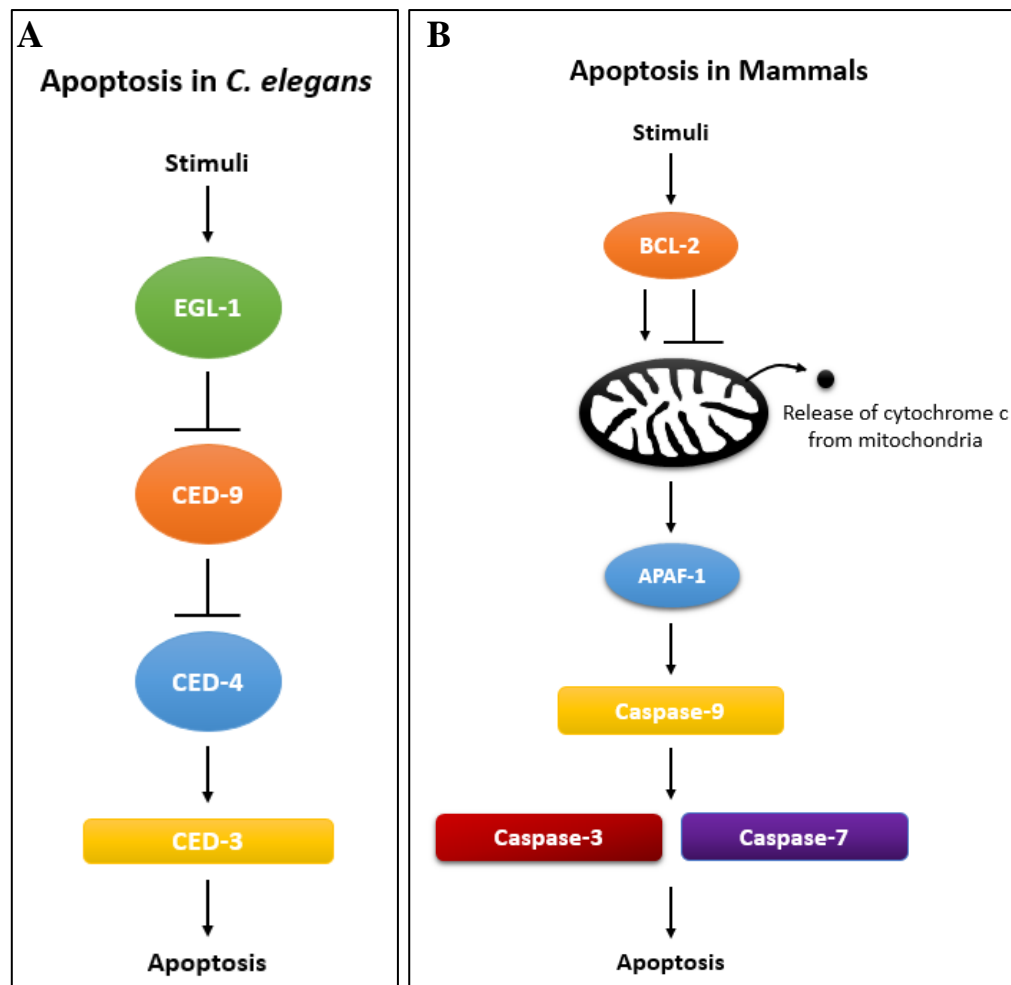 A
Apoptosis in C. elegans
Stimuli
EGL-1
CED-9
CED-4
CED-3
Apoptosis
B
Apoptosis in Mammals
Stimuli
BCL-2
Release of cytochrome c
from mitochondria
APAF-1
Caspase-9
Caspase-3
Caspase-7
Apoptosis